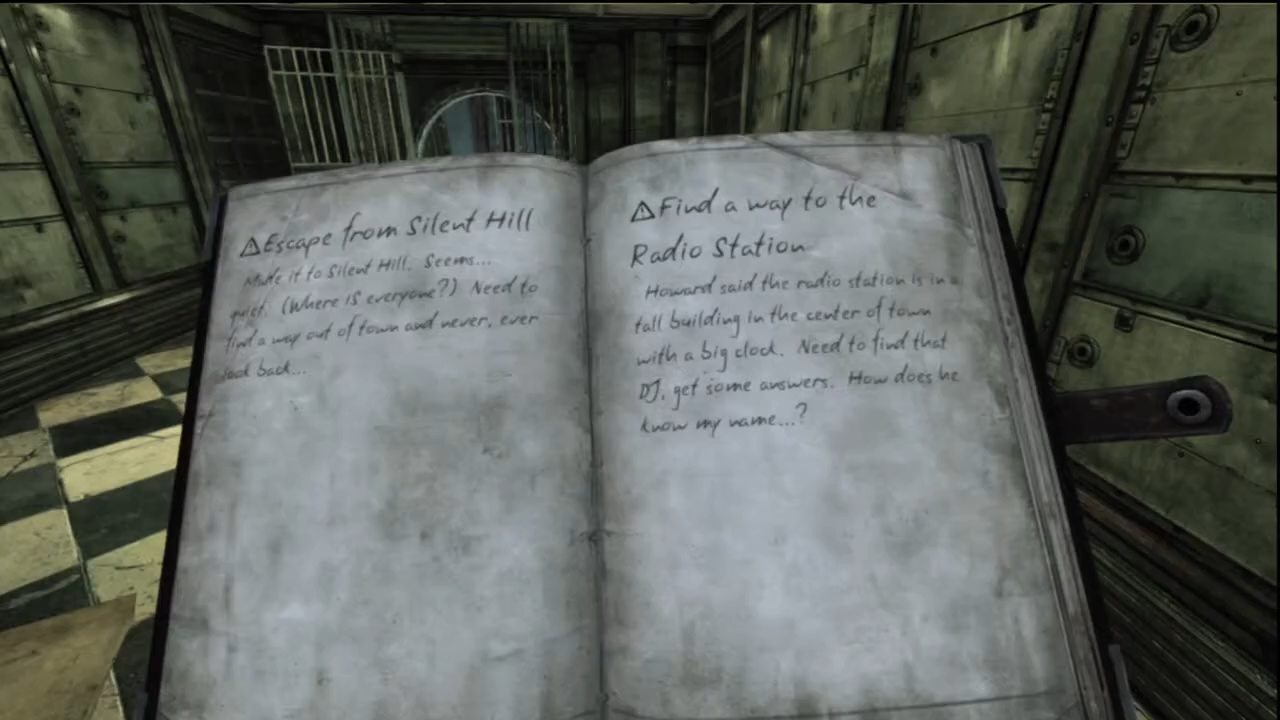 Escape from Silent Hill
Made it to Silent Hill. Seems...
quiet. (Where is everyone?) Need to
find a way out of town and never, ever
look back...
Find a way to the
Radio Station
Howard said the radio station is in a
tall building in the center of town
with a big clock. Need to find that
DJ, get some answers. How does he
know my name...?